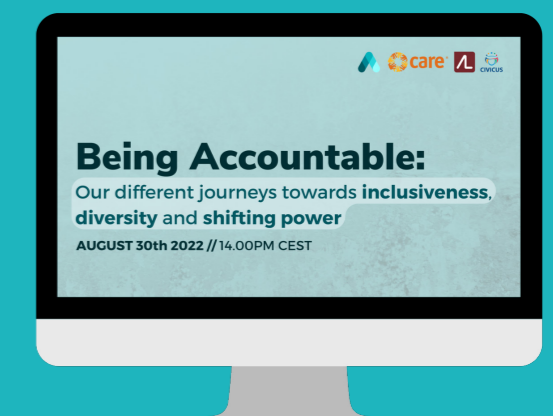 care
CIVICUS
Being Accountable:
Our different journeys towards inclusiveness,
diversity and shifting power
AUGUST 30th 2022 // 14.00PM CEST